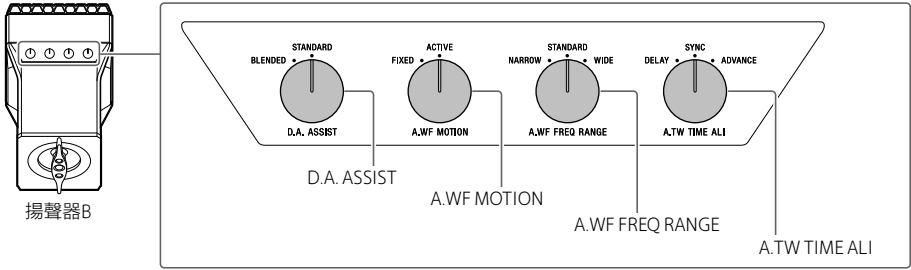 STANDARD
BLENDED
D.A. ASSIST
ACTIVE
FIXED
A.WF MOTION
STANDARD
NARROW WIDE
A.WF FREQ RANGE
SYNC
DELAY ADVANCE
A.TW TIME ALI
D.A. ASSIST
A.WF MOTION
A.WF FREQ RANGE
A.TW TIME ALI
揚聲器B